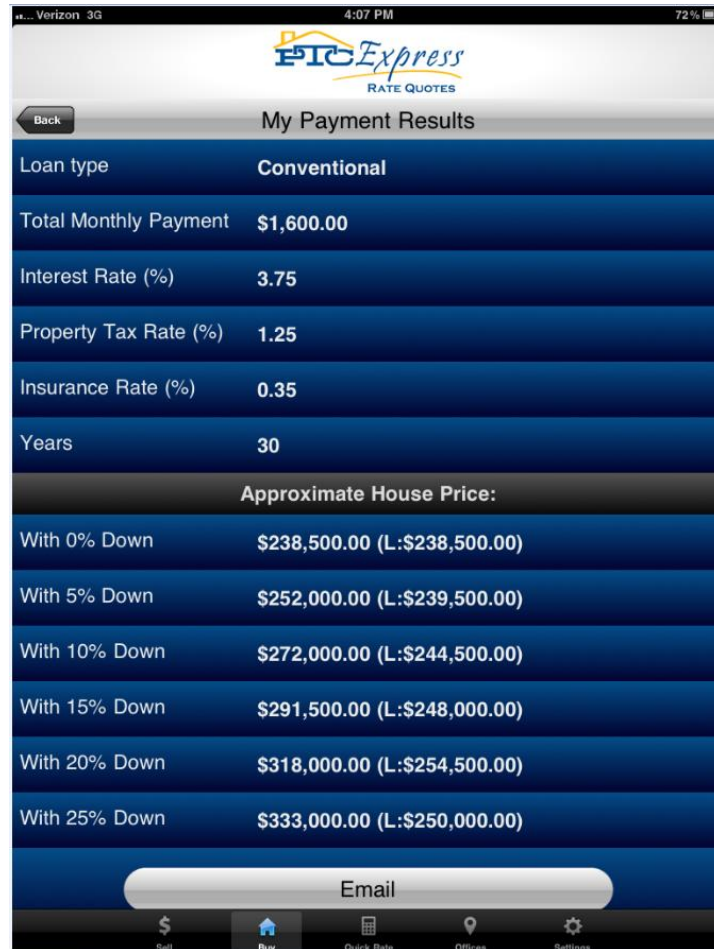 Verizon 3G 4:07 PM 72%
PTC Express
RATE QUOTES
Back My Payment Results
Loan type Conventional
Total Monthly Payment $1,600.00
Interest Rate (%) 3.75
Property Tax Rate (%) 1.25
Insurance Rate (%) 0.35
Years 30
Approximate House Price:
With 0% Down $238,500.00 (L:$238,500.00)
With 5% Down $252,000.00 (L:$239,500.00)
With 10% Down $272,000.00 (L:$244,500.00)
With 15% Down $291,500.00 (L:$248,000.00)
With 20% Down $318,000.00 (L:$254,500.00)
With 25% Down $333,000.00 (L:$250,000.00)
Email
Sell Buy Quick Rate Offices Settings